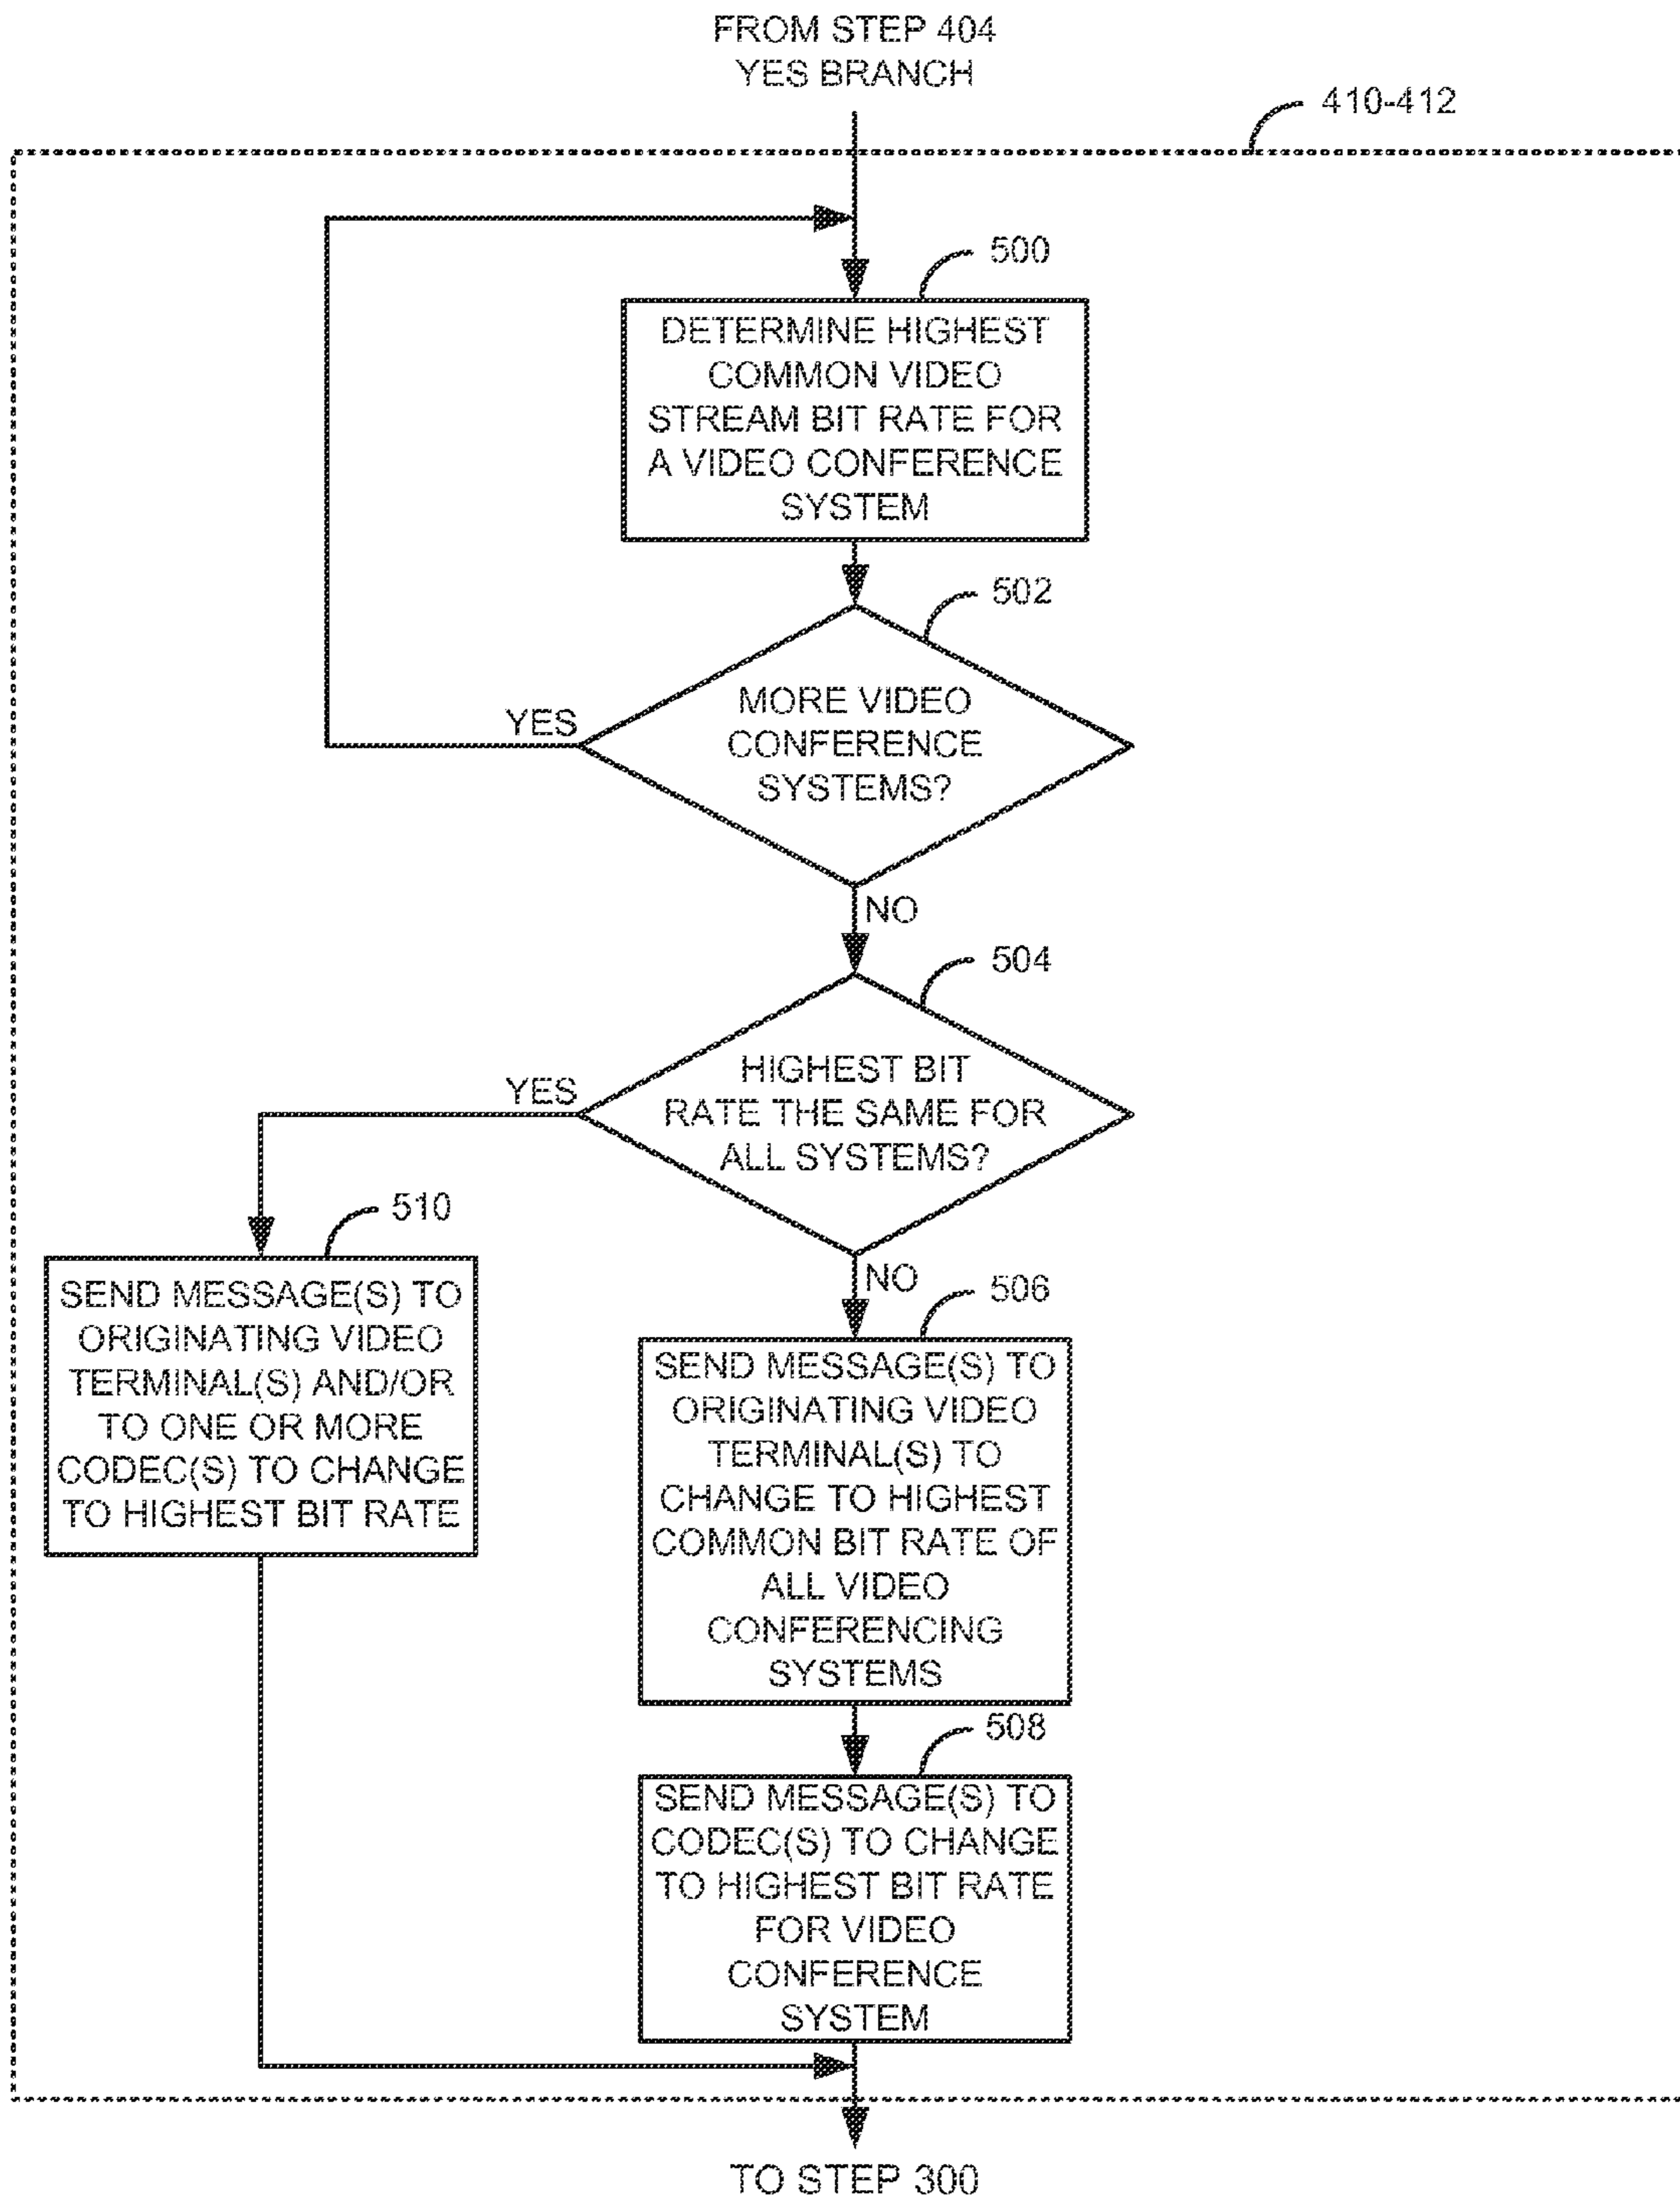 FROM STEP 404
YES BRANCH
410-412
500
DETERMINE HIGHEST
COMMON VIDEO
STREAM BIT RATE FOR
A VIDEO CONFERENCE
SYSTEM
502
MORE VIDEO
CONFERENCE
SYSTEMS?
YES
NO
504
HIGHEST BIT
RATE THE SAME FOR
ALL SYSTEMS?
YES
NO
510
SEND MESSAGE(S) TO
ORIGINATING VIDEO
TERMINAL(S) AND/OR
TO ONE OR MORE
CODEC(S) TO CHANGE
TO HIGHEST BIT RATE
506
SEND MESSAGE(S) TO
ORIGINATING VIDEO
TERMINAL(S) TO
CHANGE TO HIGHEST
COMMON BIT RATE OF
ALL VIDEO
CONFERENCING
SYSTEMS
508
SEND MESSAGE(S) TO
CODEC(S) TO CHANGE
TO HIGHEST BIT RATE
FOR VIDEO
CONFERENCE
SYSTEM
TO STEP 300